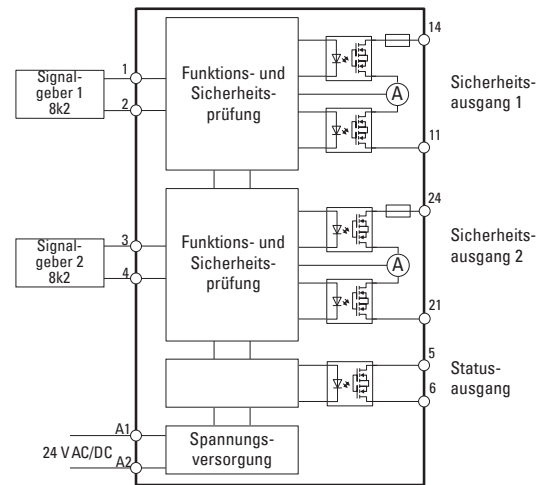 14
Signal-
geber 1
8k2
1
2
Funktions- und
Sicherheits-
prüfung
A
Sicherheits-
ausgang 1
11
24
Signal-
geber 2
8k2
3
4
Funktions- und
Sicherheits-
prüfung
A
Sicherheits-
ausgang 2
21
5
6
Status-
ausgang
24 V AC/DC
A1
A2
Spannungs-
versorgung